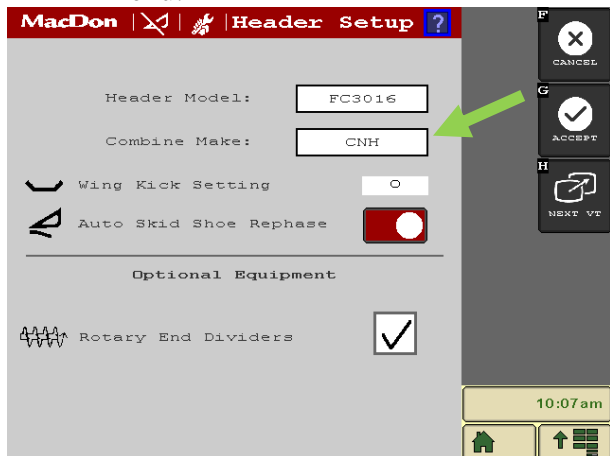 MacDon Header Setup ?
F
CANCEL
G
Header Model: FC3016
ACCEPT
Combine Make: CNH
H
Wing Kick Setting 0
NEXT VT
Auto Skid Shoe Rephase
Optional Equipment
Rotary End Dividers
10:07am